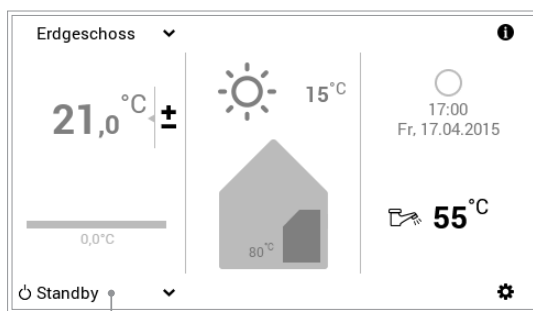 Erdgeschoss
21,0 °C ±
0,0°C
15°C
80°C
17:00
Fr, 17.04.2015
55°C
Standby